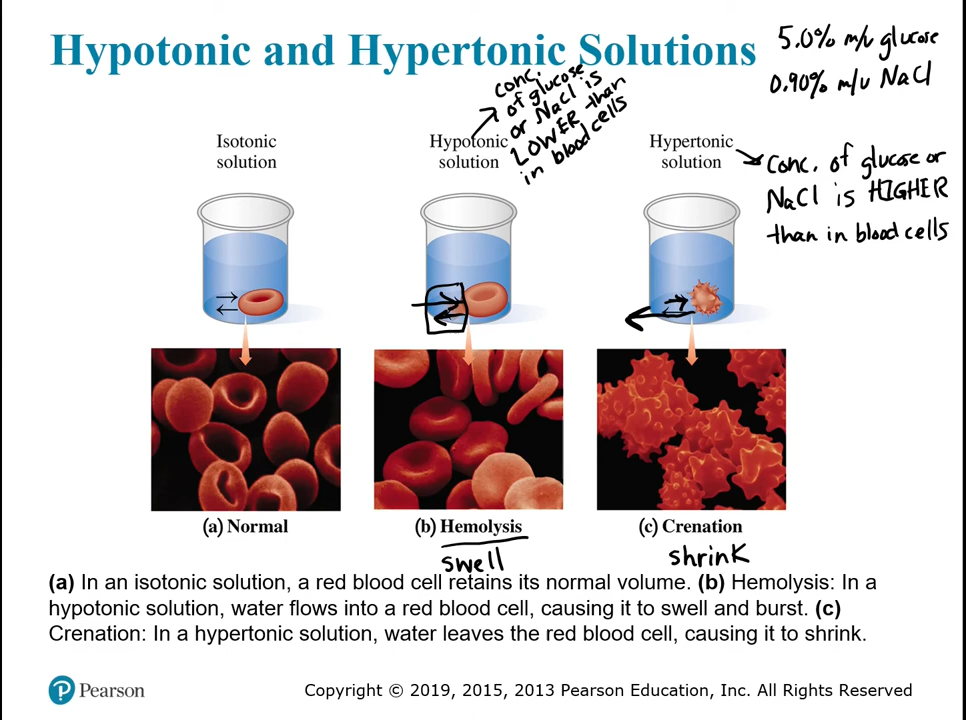 Hypotonic and Hypertonic Solutions
5.0% m/v glucose
0.90% m/v NaCl
conc.
of glucose
or NaCl is
LOWER than
in blood cells
Isotonic
solution
Hypotonic
solution
Hypertonic
solution
conc. of glucose or
NaCl is HIGHER
than in blood cells
(a) Normal
(b) Hemolysis
(c) Crenation
swell
shrink
(a) In an isotonic solution, a red blood cell retains its normal volume. (b) Hemolysis: In a
hypotonic solution, water flows into a red blood cell, causing it to swell and burst. (c)
Crenation: In a hypertonic solution, water leaves the red blood cell, causing it to shrink.
P Pearson
Copyright © 2019, 2015, 2013 Pearson Education, Inc. All Rights Reserved